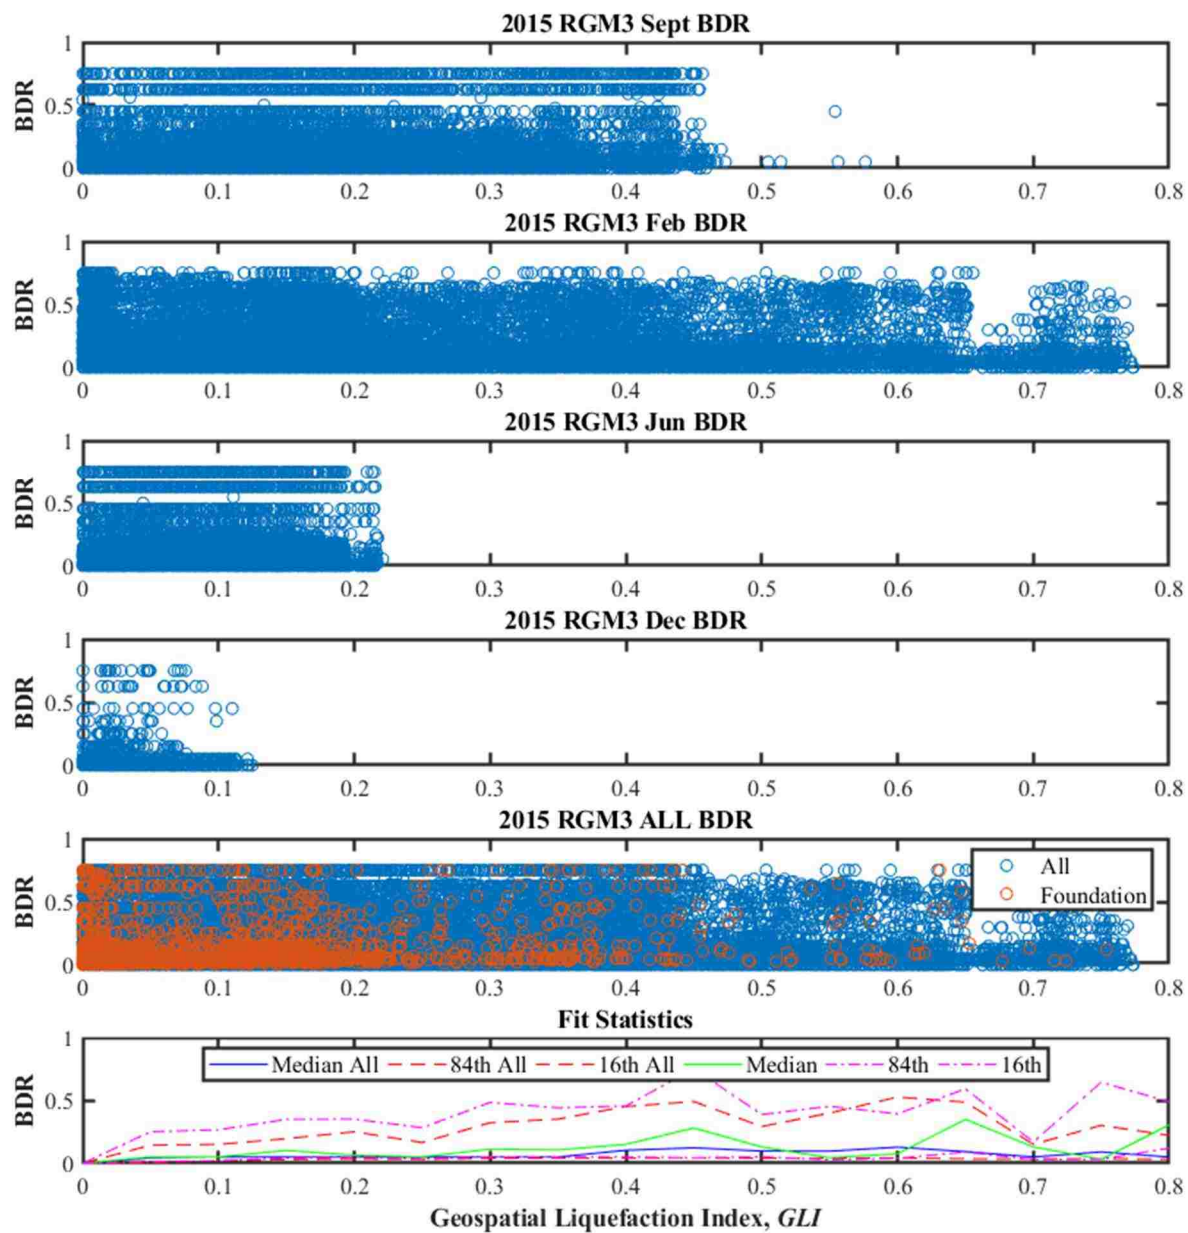 2015 RGM3 Sept BDR
1
0.5
0
BDR
0 0.1 0.2 0.3 0.4 0.5 0.6 0.7 0.8
2015 RGM3 Feb BDR
1
0.5
0
BDR
0 0.1 0.2 0.3 0.4 0.5 0.6 0.7 0.8
2015 RGM3 Jun BDR
1
0.5
0
BDR
0 0.1 0.2 0.3 0.4 0.5 0.6 0.7 0.8
2015 RGM3 Dec BDR
1
0.5
0
BDR
0 0.1 0.2 0.3 0.4 0.5 0.6 0.7 0.8
2015 RGM3 ALL BDR
1
0.5
0
BDR
All
Foundation
0 0.1 0.2 0.3 0.4 0.5 0.6 0.7 0.8
Fit Statistics
1
0.5
0
BDR
Median All 84th All 16th All Median 84th 16th
0 0.1 0.2 0.3 0.4 0.5 0.6 0.7 0.8
Geospatial Liquefaction Index, GLI